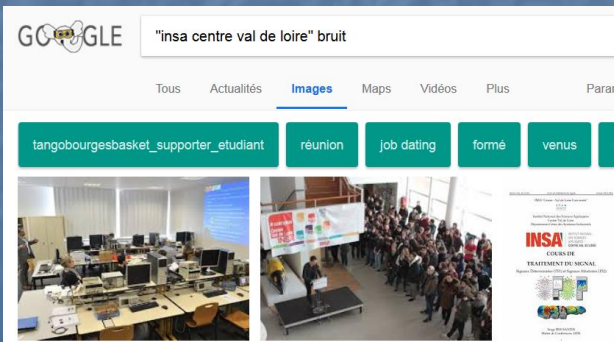 GOOGLE
"insa centre val de loire" bruit
Tous Actualités Images Maps Vidéos Plus Parar
tangobourgesbasket_supporter_etudiant réunion job dating formé venus
INSA
COURS DE
TRAITEMENT DU SIGNAL